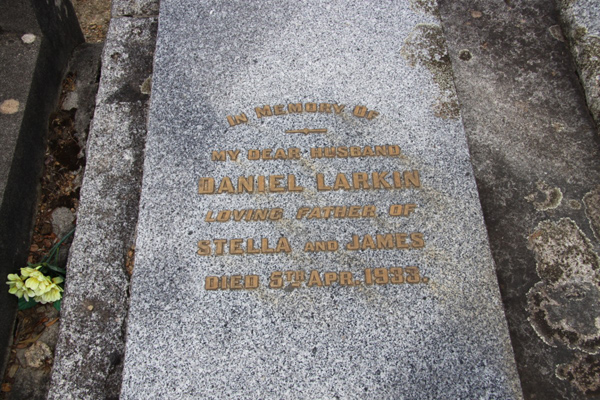 IN MEMORY OF
MY DEAR HUSBAND
DANIEL LARKIN
LOVING FATHER OF
STELLA AND JAMES
DIED 5TH APR. 1933.